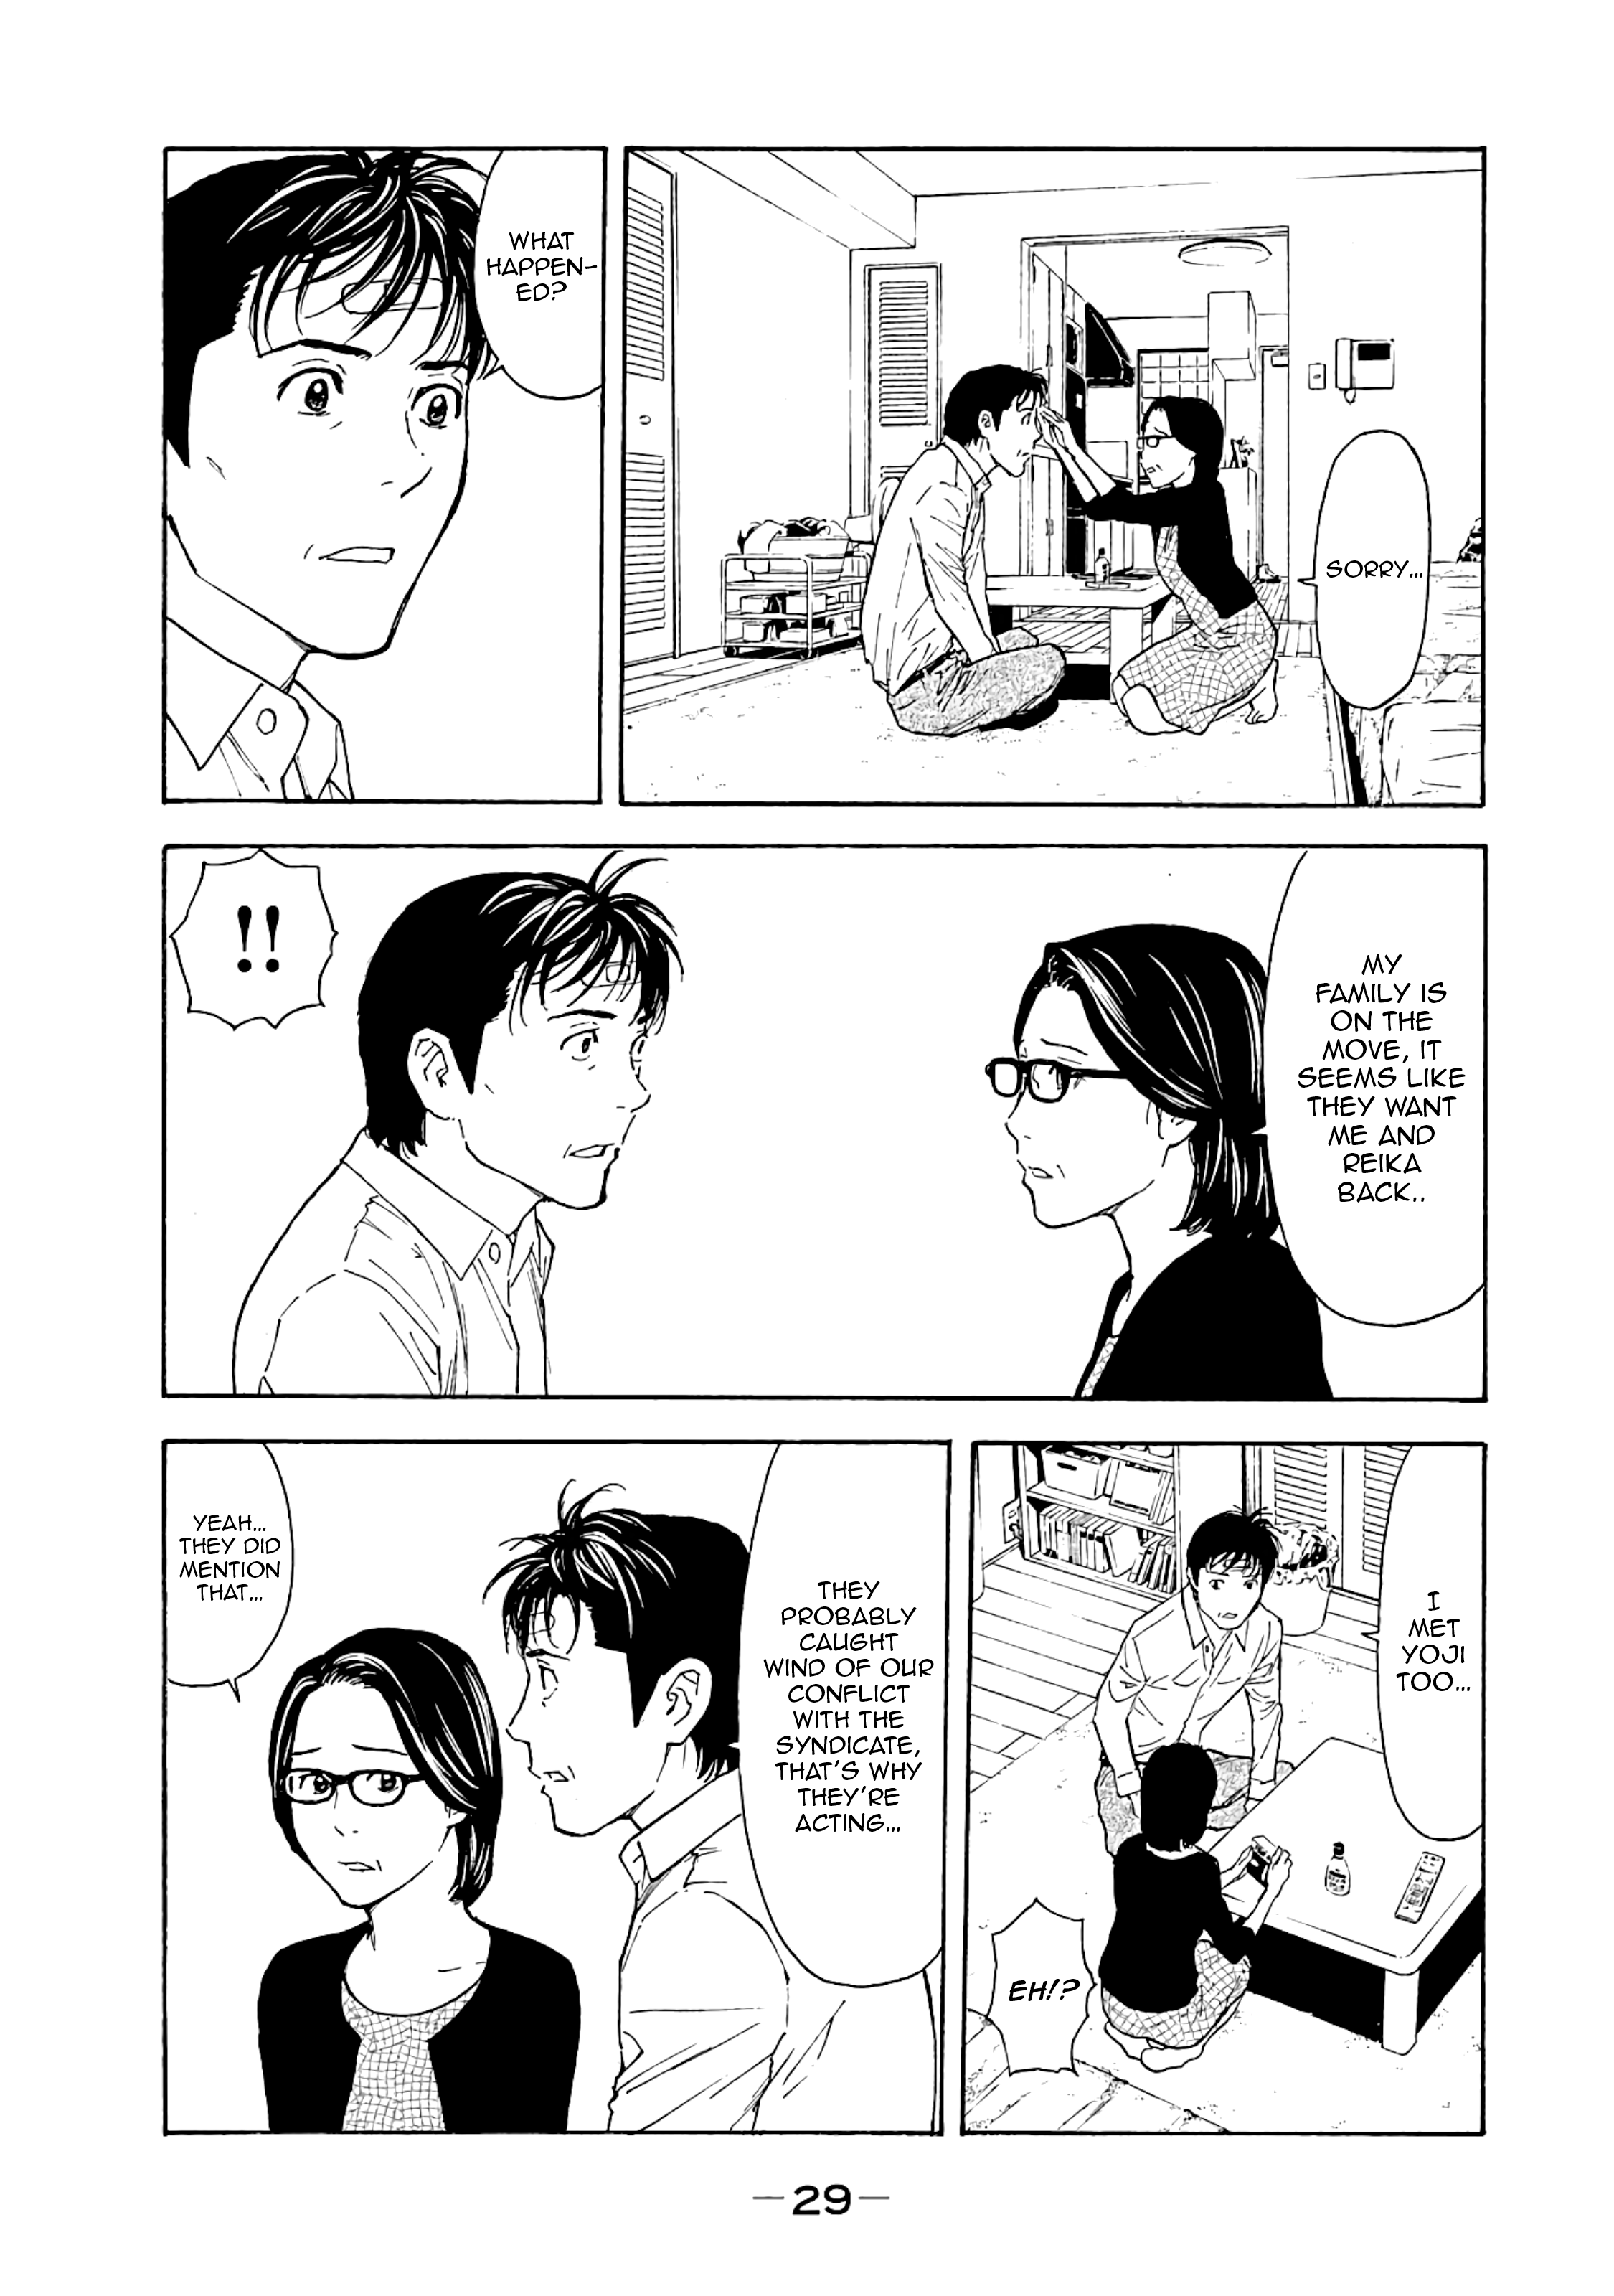 SORRY...
WHAT
HAPPEN-
ED?
MY
FAMILY IS
ON THE
MOVE, IT
SEEMS LIKE
THEY WANT
ME AND
REIKA
BACK..
!!
I
MET
YOJI
TOO...
EH!?
THEY
PROBABLY
CAUGHT
WIND OF OUR
CONFLICT
WITH THE
SYNDICATE,
THAT'S WHY
THEY'RE
ACTING...
YEAH...
THEY DID
MENTION
THAT...
—29—